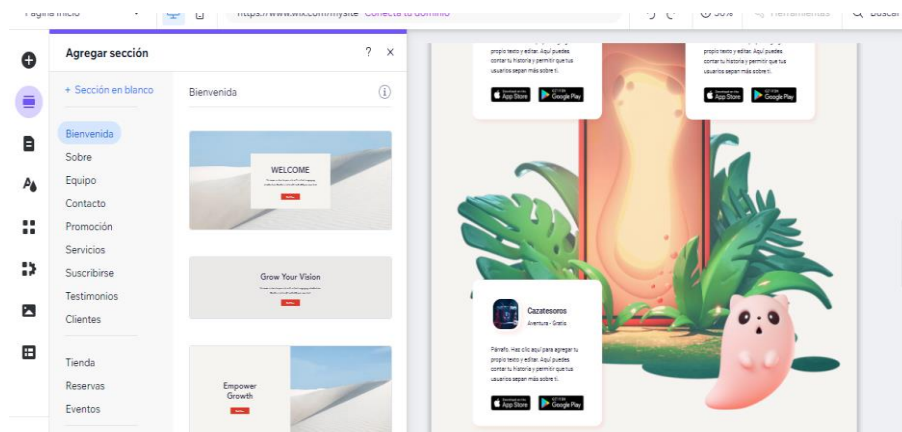 Página Inicio
https://www.wix.com/mysite Conecta tu dominio
50%
Herramientas
Buscar
Agregar sección
?
x
+ Sección en blanco
Bienvenida
Sobre
Equipo
Contacto
Promoción
Servicios
Suscribirse
Testimonios
Clientes
Tienda
Reservas
Eventos
Bienvenida
i
WELCOME
Grow Your Vision
Empower
Growth
propio texto y editar. Aquí puedes
contar tu historia y permitir que tus
usuarios sepan más sobre ti.
App Store
Google Play
propio texto y editar. Aquí puedes
contar tu historia y permitir que tus
usuarios sepan más sobre ti.
App Store
Google Play
Cazatesoros
Aventura - Gratis
Párrafo. Haz clic aquí para agregar tu
propio texto y editar. Aquí puedes
contar tu historia y permitir que tus
usuarios sepan más sobre ti.
App Store
Google Play